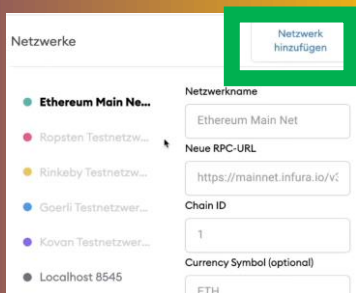 Netzwerke
Netzwerk
hinzufügen
Ethereum Main Ne...
Ropsten Testnetzw...
Rinkeby Testnetzw...
Goerli Testnetzwer...
Kovan Testnetzwer...
Localhost 8545
Netzwerkname
Ethereum Main Net
Neue RPC-URL
https://mainnet.infura.io/v3
Chain ID
1
Currency Symbol (optional)
ETH